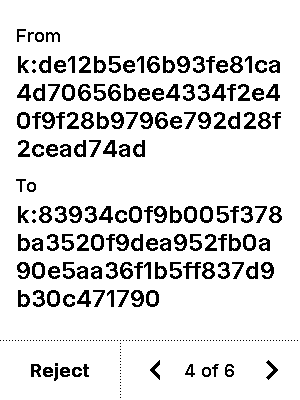 From
k:de12b5e16b93fe81ca
4d70656bee4334f2e4
0f9f28b9796e792d28f
2cead74ad
To
k:83934c0f9b005f378
ba3520f9dea952fb0a
90e5aa36f1b5ff837d9
b30c471790
Reject
4 of 6